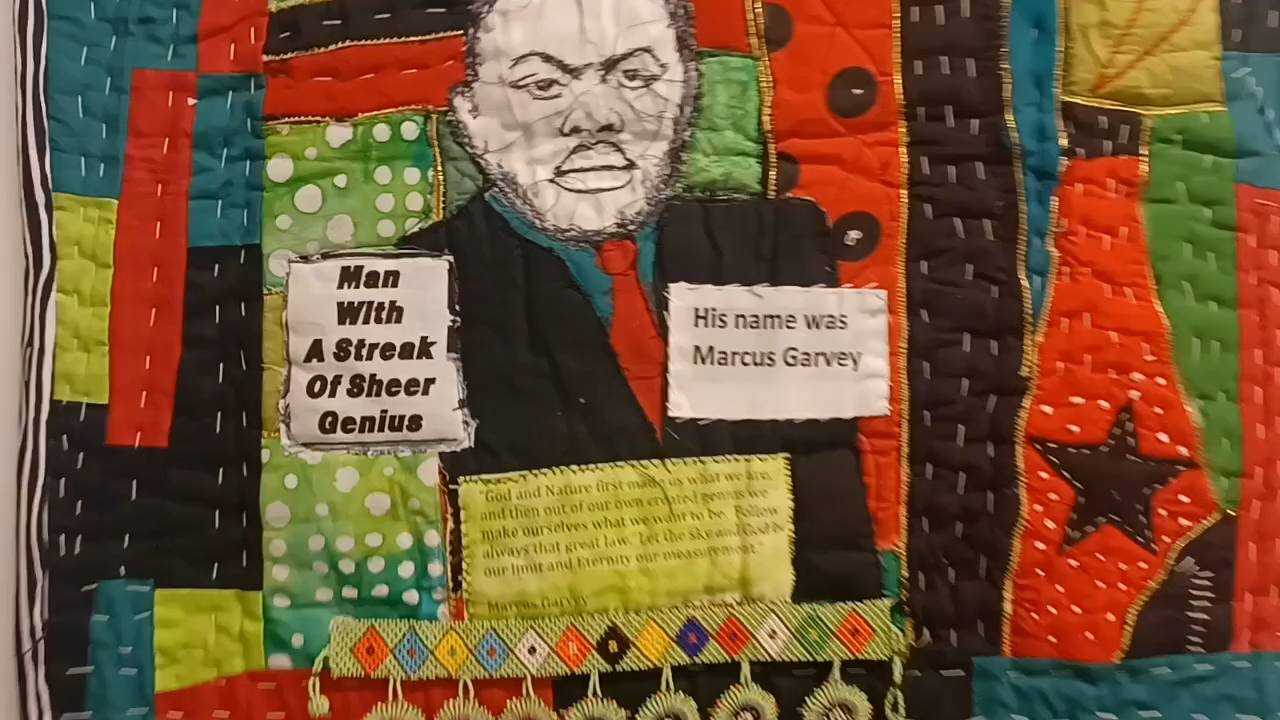 Man
With
A Streak
Of Sheer
Genius
His name was
Marcus Garvey
"God and Nature first made us what we are,
and then out of our own created genius we
make ourselves what we want to be. Follow
always that great law." Let the sky and God be
our limit and Eternity our measurement."
Marcus Garvey